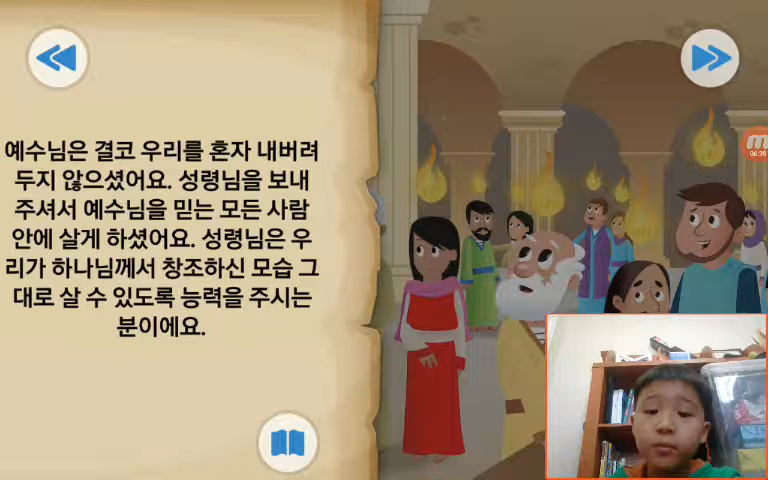 예수님은 결코 우리를 혼자 내버려
두지 않으셨어요. 성령님을 보내
주셔서 예수님을 믿는 모든 사람
안에 살게 하셨어요. 성령님은 우
리가 하나님께서 창조하신 모습 그
대로 살 수 있도록 능력을 주시는
분이에요.
06:39